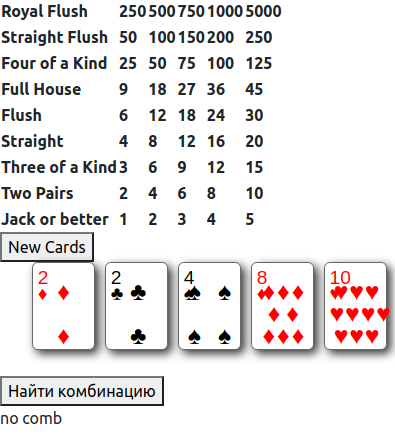 Royal Flush 250 500 750 1000 5000
Straight Flush 50 100 150 200 250
Four of a Kind 25 50 75 100 125
Full House 9 18 27 36 45
Flush 6 12 18 24 30
Straight 4 8 12 16 20
Three of a Kind 3 6 9 12 15
Two Pairs 2 4 6 8 10
Jack or better 1 2 3 4 5
New Cards
2 2 4 8 10
Найти комбинацию
no comb